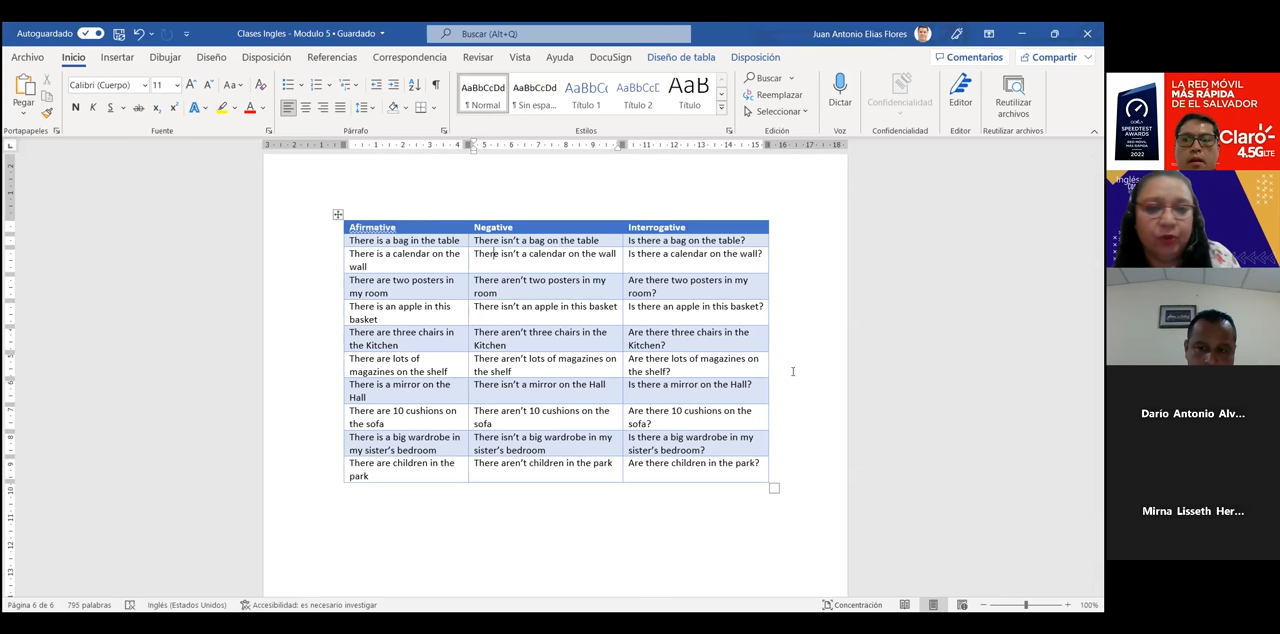 Autoguardado
Clases Ingles - Modulo 5 • Guardado
Buscar (Alt+Q)
Juan Antonio Elias Flores
Archivo Inicio Insertar Dibujar Diseño Disposición Referencias Correspondencia Revisar Vista Ayuda DocuSign Diseño de tabla Disposición
Comentarios
Compartir
Pegar
Calibri (Cuerpo) 11
N K S
AaBbCcDd AaBbCcDd AaBbCc AaBbCcE AaB
¶ Normal ¶ Sin espa... Título 1 Título 2 Título
Buscar
Reemplazar
Seleccionar
Dictar
Confidencialidad
Editor
Reutilizar
archivos
Portapapeles Fuente Párrafo Estilos Edición Voz Confidencialidad Editor Reutilizar archivos
Afirmative Negative Interrogative
There is a bag in the table There isn't a bag on the table Is there a bag on the table?
There is a calendar on the There isn't a calendar on the wall Is there a calendar on the wall?
wall
There are two posters in There aren't two posters in my Are there two posters in my
my room room room?
There is an apple in this There isn't an apple in this basket Is there an apple in this basket?
basket
There are three chairs in There aren't three chairs in the Are there three chairs in the
the Kitchen Kitchen Kitchen?
There are lots of There aren't lots of magazines on Are there lots of magazines on
magazines on the shelf the shelf the shelf?
There is a mirror on the There isn't a mirror on the Hall Is there a mirror on the Hall?
Hall
There are 10 cushions on There aren't 10 cushions on the Are there 10 cushions on the
the sofa sofa sofa?
There is a big wardrobe in There isn't a big wardrobe in my Is there a big wardrobe in my
my sister's bedroom sister's bedroom sister's bedroom?
There are children in the There aren't children in the park Are there children in the park?
park
Página 6 de 6 795 palabras Inglés (Estados Unidos) Accesibilidad: es necesario investigar
Concentración
100%
LA RED MÓVIL
MÁS RÁPIDA
DE EL SALVADOR
SPEEDTEST
AWARDS
2022
Claro
4.5G LTE
Inglés
Dario Antonio Alv...
Mirna Lisseth Her...